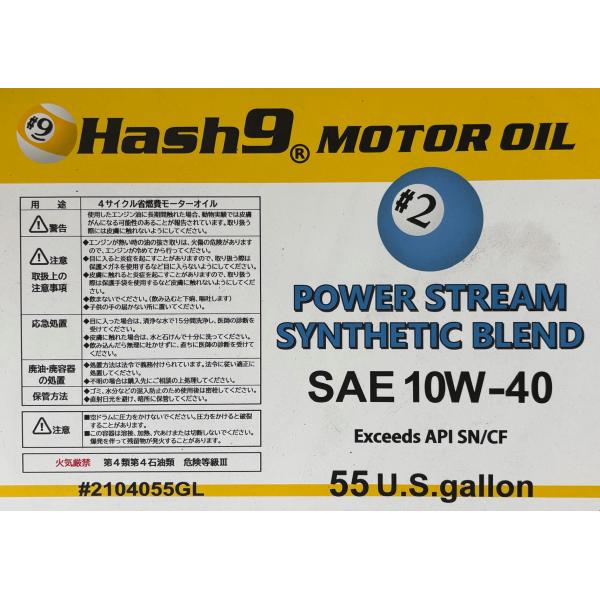 #9 Hash9® MOTOR OIL
用　途 4サイクル省燃費モーターオイル
警告
使用したエンジン油に長期間触れた場合、動物実験では皮膚
がんになる可能性のあることが報告されています。取り扱う
際には皮膚に触れないようにしてください。
注意
取扱上の
注意事項
◆エンジンが熱い時の油の抜き取りは、火傷の危険があります
ので、エンジンが冷めてから行ってください。
◆目に入ると炎症を起こすことがありますので、取り扱う際は
保護メガネを使用するなど目に入らないようにしてください。
◆皮膚に触れると炎症を起こすことがありますので、取り扱う
際は保護手袋を使用するなど皮膚に触れないようにしてくださ
い。
◆飲まないでください。(飲み込むと下痢、嘔吐します)
◆子供の手の届かない所に置いてください。
応急処置
◆目に入った場合は、清浄な水で15分間洗浄し、医師の診断を
受けてください。
◆皮膚に触れた場合は、水と石けんで十分に洗ってください。
◆飲み込んだら無理に吐かせずに、直ちに医師の診断を受けて
ください。
廃油・廃容器
の処置
◆処置方法は法令で義務付けられています。法令に従い適正に
処置してください。
◆不明の場合は購入先にご相談の上処理してください。
保管方法
◆ゴミ、水分などの混入防止のため使用後は密栓してください。
◆直射日光を避け、暗所に保管してください。
注意
■空ドラムに圧力をかけないでください。圧力をかけると破裂
することがあります。
■この容器は溶接、加熱、穴あけまたは切断しないでください。
爆発を伴って残留物が発火することがあります。
火気厳禁　第４類第４石油類　危険等級Ⅲ
#2104055GL
#2
POWER STREAM
SYNTHETIC BLEND
SAE 10W-40
Exceeds API SN/CF
55 U.S.gallon